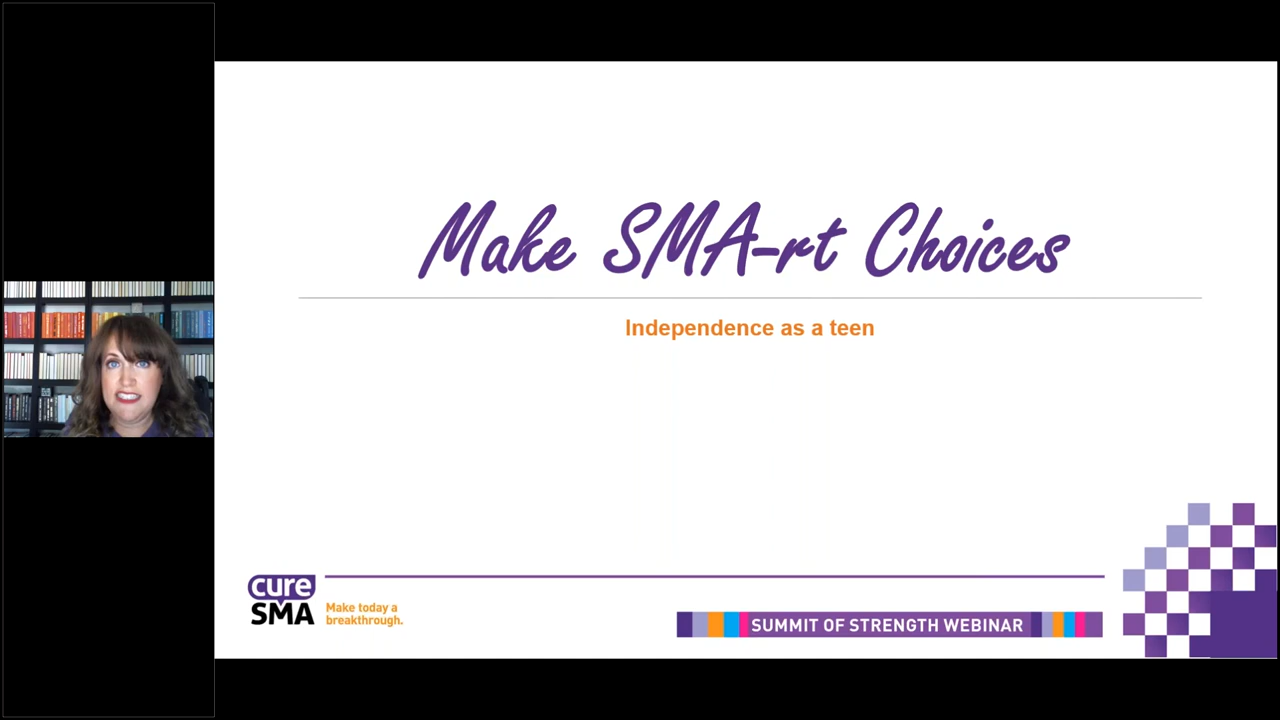 Make SMA-rt Choices
Independence as a teen
cure
SMA
Make today a
breakthrough.
SUMMIT OF STRENGTH WEBINAR